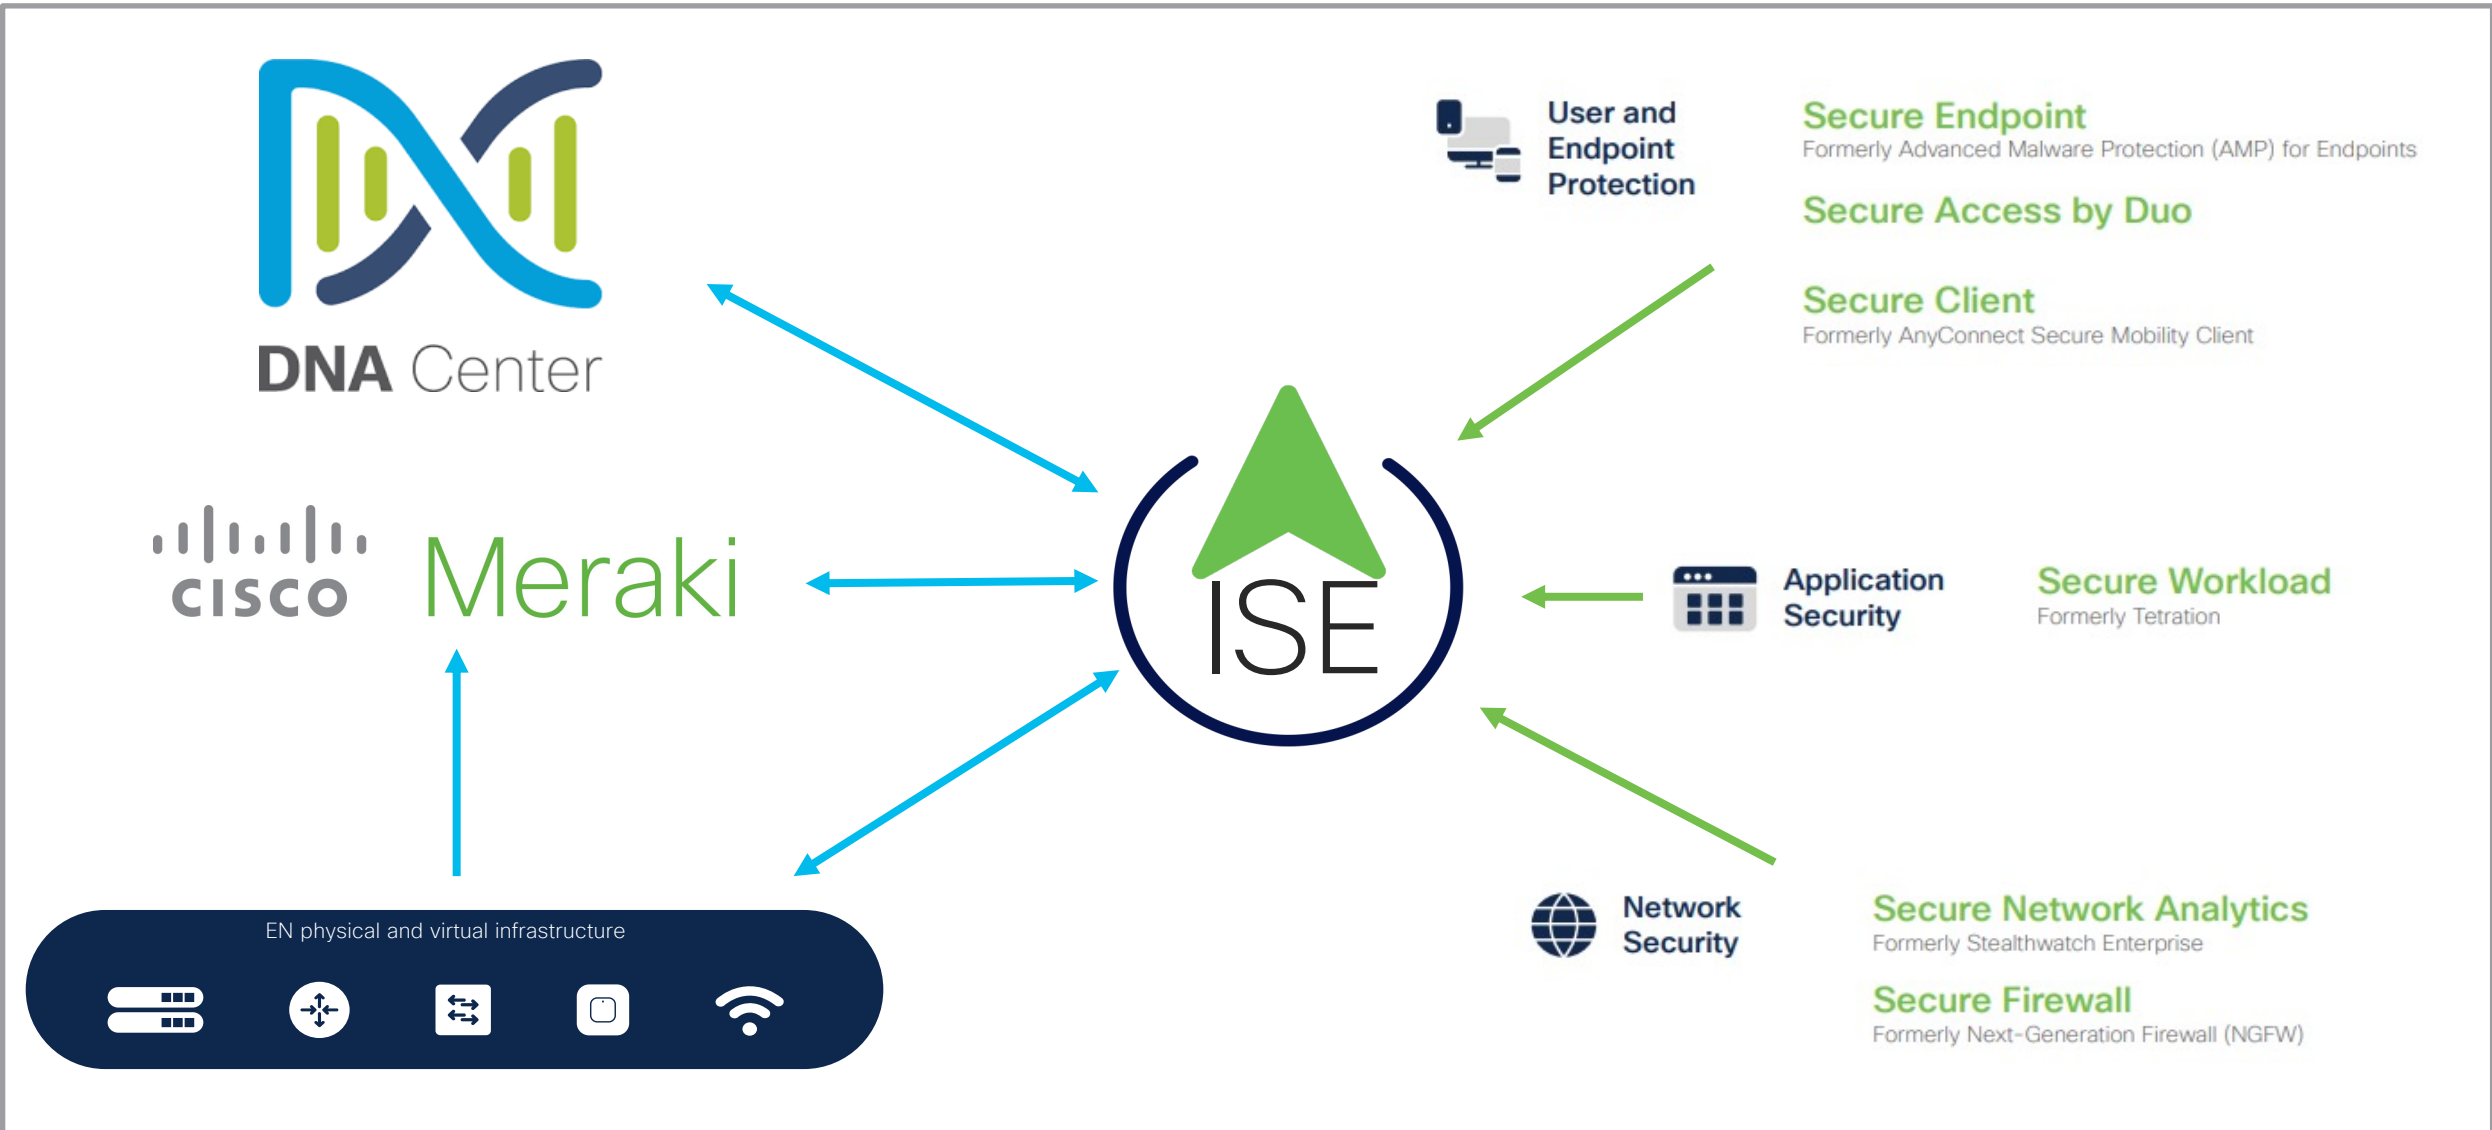 DNA Center
CISCO Meraki
EN physical and virtual infrastructure
ISE
User and
Endpoint
Protection
Secure Endpoint
Formerly Advanced Malware Protection (AMP) for Endpoints
Secure Access by Duo
Secure Client
Formerly AnyConnect Secure Mobility Client
Application
Security
Secure Workload
Formerly Tetration
Network
Security
Secure Network Analytics
Formerly Stealthwatch Enterprise
Secure Firewall
Formerly Next-Generation Firewall (NGFW)